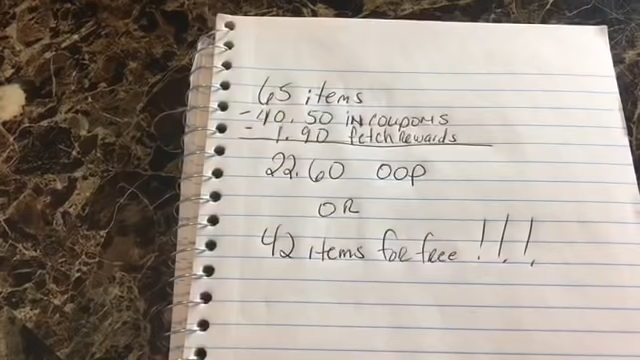 65 items
- 40.50 in coupons
- 1.90 fetch rewards
22.60 OOP
OR
42 items for free !!!